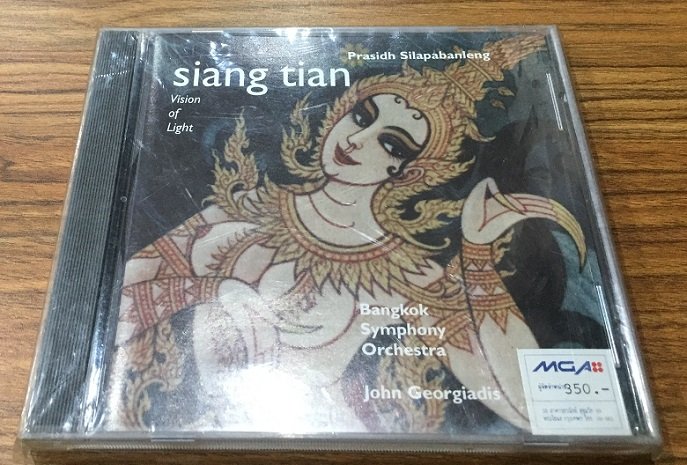 Prasidh Silapabanleng
siang tian
Vision
of
Light
Bangkok
Symphony
Orchestra
John Georgiadis
MGA
350.-